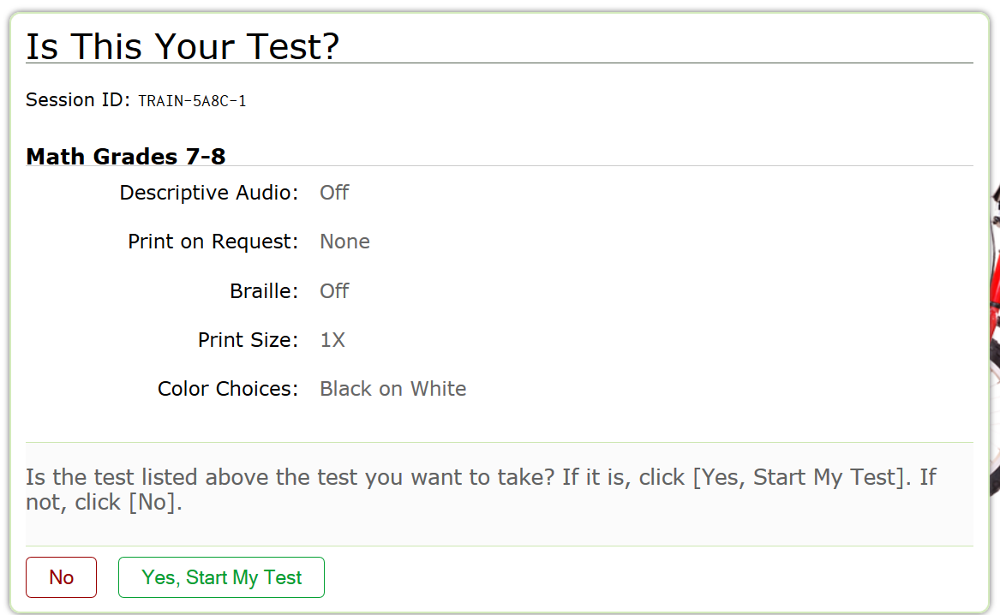 Is This Your Test?
Session ID: TRAIN-5A8C-1
Math Grades 7-8
Descriptive Audio: Off
Print on Request: None
Braille: Off
Print Size: 1X
Color Choices: Black on White
Is the test listed above the test you want to take? If it is, click [Yes, Start My Test]. If
not, click [No].
No Yes, Start My Test